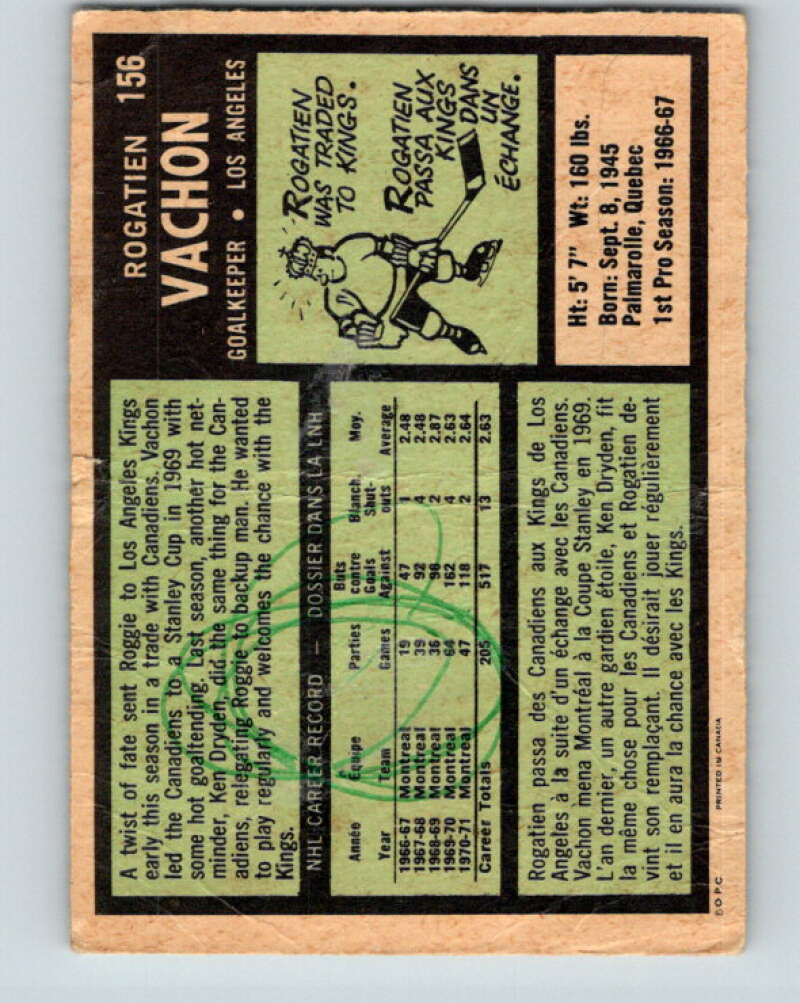 ROGATIEN 156
VACHON
GOALKEEPER • LOS ANGELES
A twist of fate sent Roggie to Los Angeles Kings
early this season in a trade with Canadiens. Vachon
led the Canadiens to a Stanley Cup in 1969 with
some hot goaltending. Last season, another hot net-
minder, Ken Dryden, did the same thing for the Can-
adiens, relegating Roggie to backup man. He wanted
to play regularly and welcomes the chance with the
Kings.
ROGATIEN
WAS TRADED
TO KINGS.
ROGATIEN
PASSA AUX
KINGS
DANS
UN
ÉCHANGE.
NHL CAREER RECORD — DOSSIER DANS LA LNH
Année Équipe Parties Buts contre Blanch. Moy.
Year Team Games Goals Against Shut-outs Average
1966-67 Montreal 19 47 1 2.48
1967-68 Montreal 39 92 4 2.48
1968-69 Montreal 36 98 2 2.87
1969-70 Montreal 64 162 4 2.63
1970-71 Montreal 47 118 2 2.64
Career Totals 205 517 13 2.63
Ht: 5' 7" Wt: 160 lbs.
Born: Sept. 8, 1945
Palmarolle, Quebec
1st Pro Season: 1966-67
Rogatien passa des Canadiens aux Kings de Los
Angeles à la suite d'un échange avec les Canadiens.
Vachon mena Montréal à la Coupe Stanley en 1969.
L'an dernier, un autre gardien étoile, Ken Dryden, fit
la même chose pour les Canadiens et Rogatien de-
vint son remplaçant. Il désirait jouer régulièrement
et il en aura la chance avec les Kings.
O.P.C. PRINTED IN CANADA